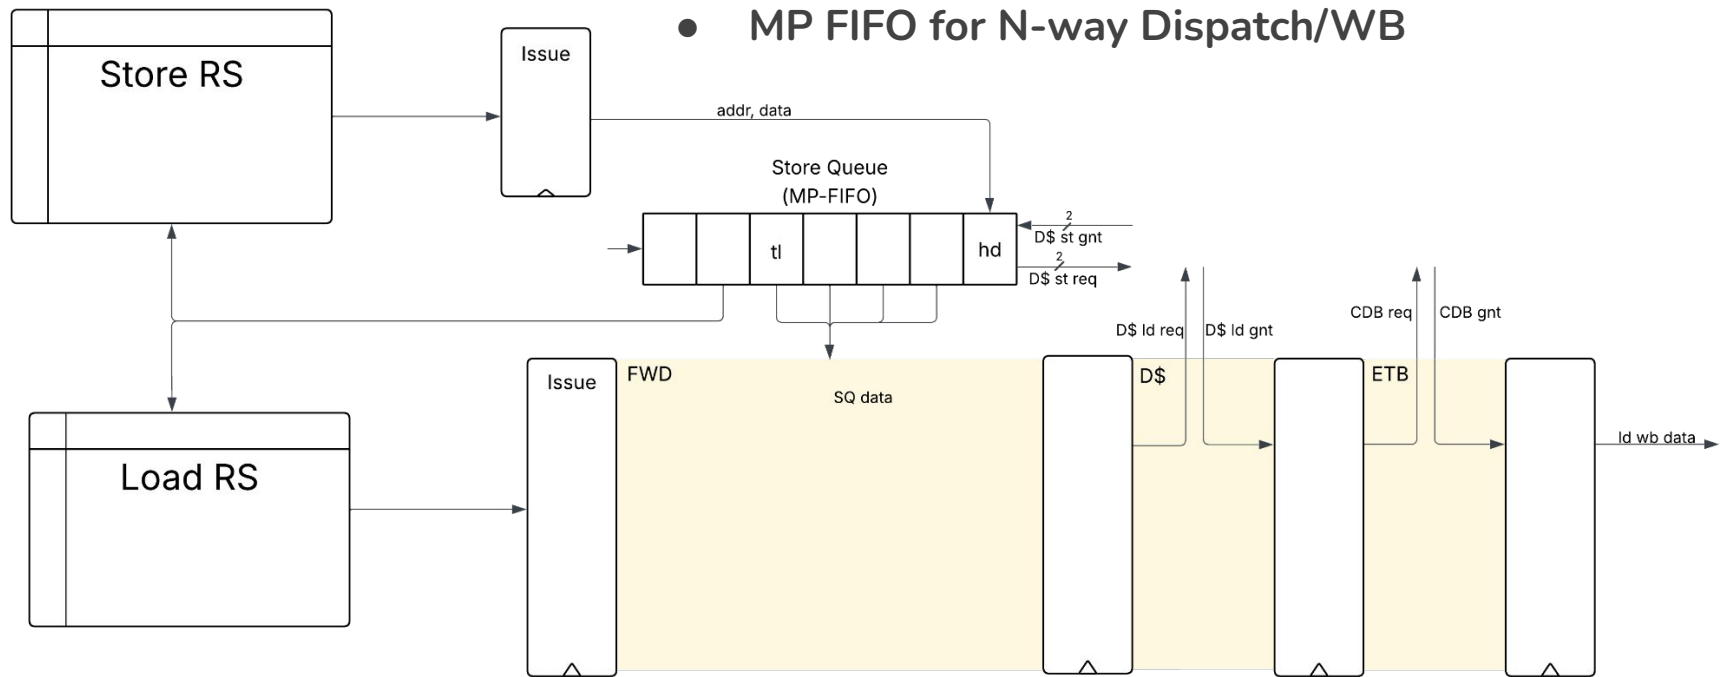 ● MP FIFO for N-way Dispatch/WB
Store RS
Issue
addr, data
Store Queue
(MP-FIFO)
tl
hd
2
D$ st gnt
2
D$ st req
D$ ld req
D$ ld gnt
CDB req
CDB gnt
Issue
FWD
SQ data
D$
ETB
ld wb data
Load RS